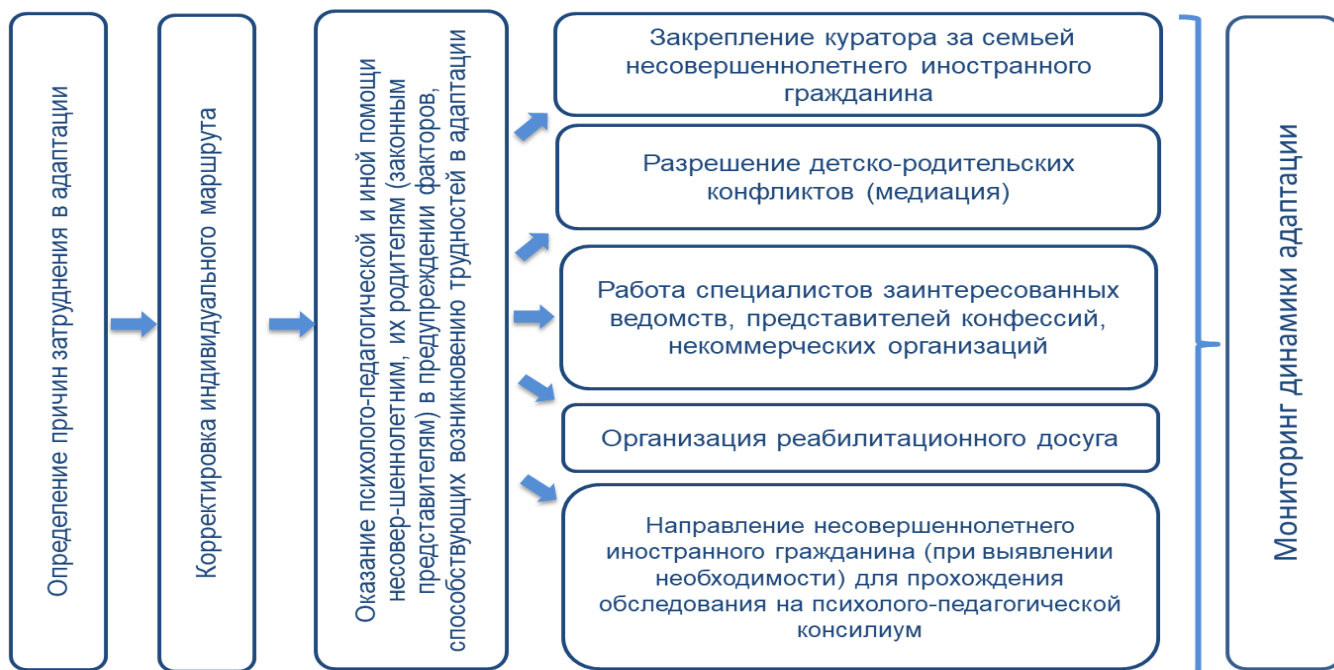 Определение причин затруднения в адаптации
Корректировка индивидуального маршрута
Оказание психолого-педагогической и иной помощи
несовер-шеннолетним, их родителям (законным
представителям) в предупреждении факторов,
способствующих возникновению трудностей в адаптации
Закрепление куратора за семьей
несовершеннолетнего иностранного
гражданина
Разрешение детско-родительских
конфликтов (медиация)
Работа специалистов заинтересованных
ведомств, представителей конфессий,
некоммерческих организаций
Организация реабилитационного досуга
Направление несовершеннолетнего
иностранного гражданина (при выявлении
необходимости) для прохождения
обследования на психолого-педагогической
консилиум
Мониторинг динамики адаптации